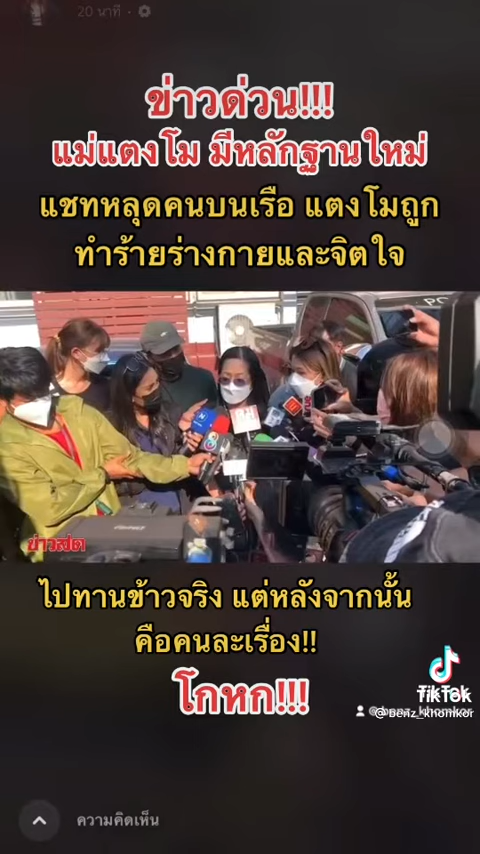 20 นาที
ข่าวด่วน!!!
แม่แตงโม มีหลักฐานใหม่
แชทหลุดคนบนเรือ แตงโมถูก
ทำร้ายร่างกายและจิตใจ
PO
ข่าวสด
ไปทานข้าวจริง แต่หลังจากนั้น
คือคนละเรื่อง!!
โกหก!!!
TikTok
@benz_khomkor
ความคิดเห็น